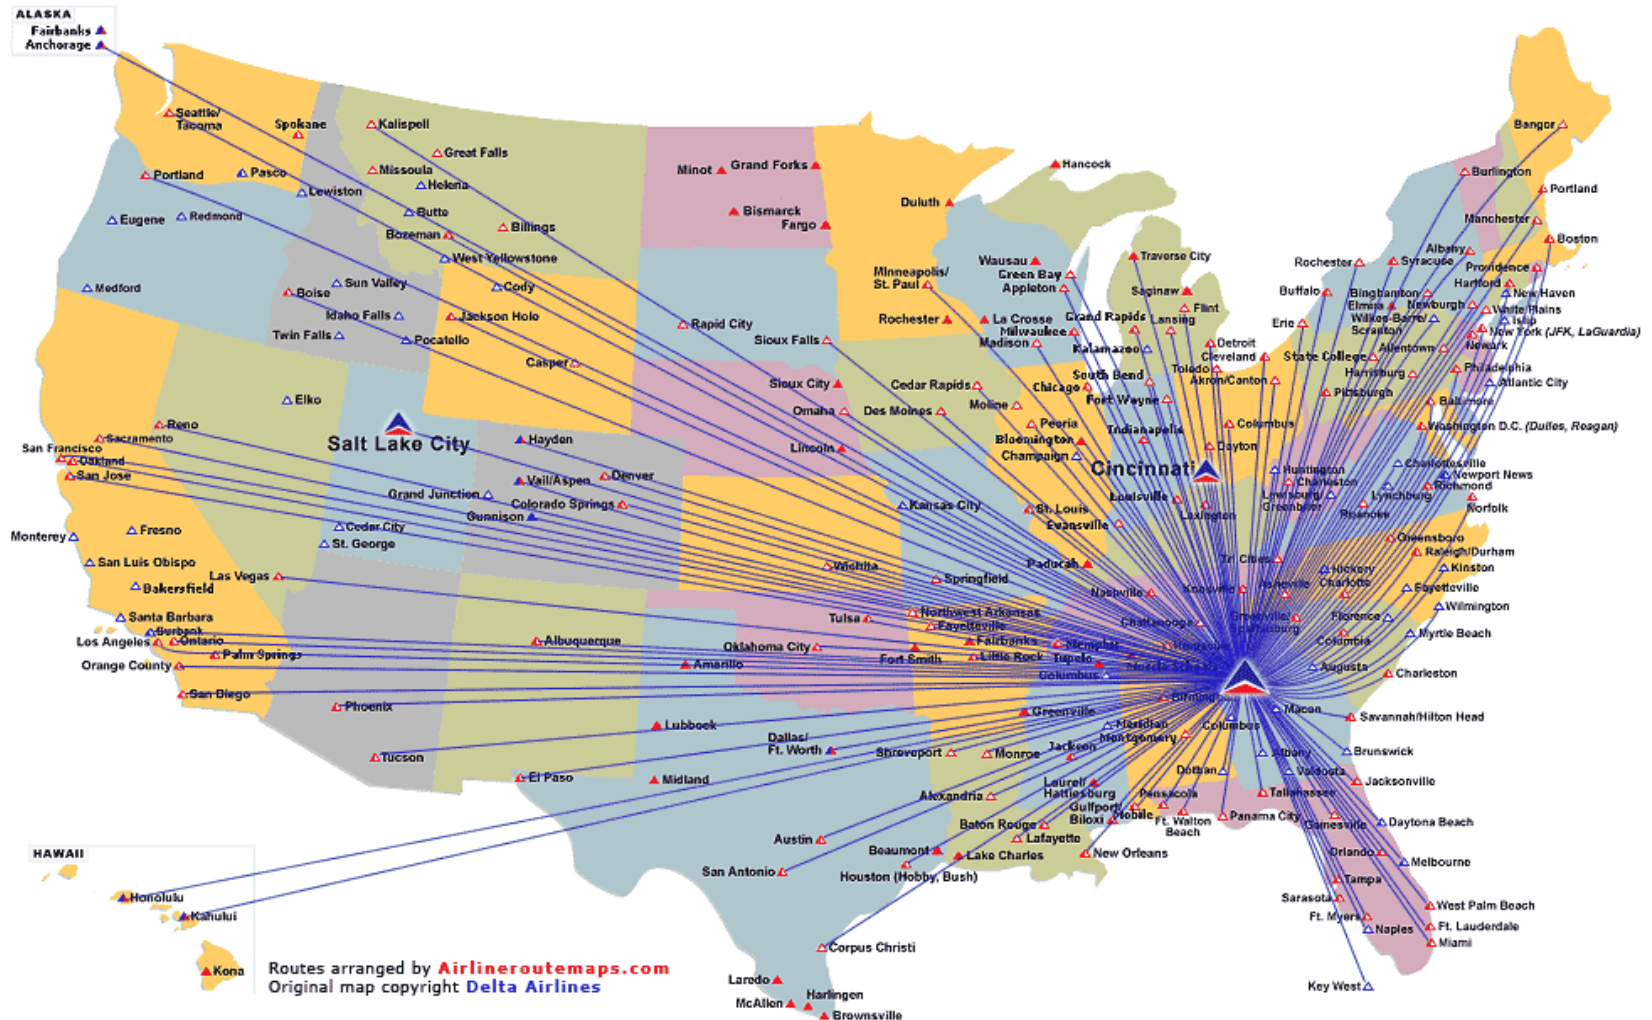 ALASKA
Fairbanks
Anchorage
Seattle/
Tacoma
Spokane
Kalispell
Great Falls
Missoula
Helena
Portland
Pasco
Lewiston
Eugene
Redmond
Butte
Billings
Bozeman
West Yellowstone
Medford
Boise
Sun Valley
Cody
Idaho Falls
Jackson Hole
Twin Falls
Pocatello
Casper
Elko
Reno
Salt Lake City
Hayden
Sacramento
San Francisco
Oakland
San Jose
Vail/Aspen
Denver
Grand Junction
Colorado Springs
Gunnison
Monterey
Fresno
Cedar City
St. George
San Luis Obispo
Las Vegas
Bakersfield
Santa Barbara
Burbank
Los Angeles
Ontario
Palm Springs
Orange County
San Diego
Albuquerque
Phoenix
Tucson
El Paso
Minot
Grand Forks
Bismarck
Fargo
Duluth
Hancock
Minneapolis/
St. Paul
Wausau
Green Bay
Appleton
Rochester
La Crosse
Milwaukee
Madison
Rapid City
Sioux Falls
Sioux City
Omaha
Lincoln
Cedar Rapids
Des Moines
Moline
Chicago
Peoria
Bloomington
Champaign
Traverse City
Saginaw
Flint
Grand Rapids
Lansing
Kalamazoo
Detroit
Cleveland
Toledo
Akron/Canton
South Bend
Fort Wayne
Indianapolis
Columbus
Dayton
Cincinnati
Louisville
Lexington
Evansville
Kansas City
St. Louis
Paducah
Wichita
Springfield
Nashville
Knoxville
Tri Cities
Chattanooga
Tulsa
Northwest Arkansas
Fayetteville
Oklahoma City
Fairbanks
Fort Smith
Little Rock
Memphis
Tupelo
Columbus
Huntsville
Muscle Shoals
Amarillo
Lubbock
Dallas/
Ft. Worth
Midland
Greenville
Shreveport
Monroe
Jackson
Meridian
Montgomery
Birmingham
Columbus
Macon
Albany
Dothan
Valdosta
Alexandria
Laurel/
Hattiesburg
Gulfport/
Biloxi
Mobile
Pensacola
Ft. Walton
Beach
Panama City
Tallahassee
Austin
San Antonio
Baton Rouge
Lafayette
Beaumont
Lake Charles
Houston (Hobby, Bush)
New Orleans
Corpus Christi
Laredo
McAllen
Harlingen
Brownsville
Bangor
Burlington
Portland
Manchester
Boston
Albany
Rochester
Syracuse
Providence
Hartford
Buffalo
Binghamton
Elmira
Newburgh
New Haven
White Plains
Islip
Wilkes-Barre/
Scranton
New York (JFK, LaGuardia)
Newark
Erie
State College
Allentown
Harrisburg
Philadelphia
Atlantic City
Pittsburgh
Baltimore
Washington D.C. (Dulles, Reagan)
Huntington
Charleston
Lewisburg/
Greenbrier
Charlottesville
Newport News
Richmond
Lynchburg
Roanoke
Norfolk
Greensboro
Raleigh/Durham
Kinston
Hickory
Charlotte
Asheville
Fayetteville
Wilmington
Greenville/
Spartanburg
Florence
Columbia
Myrtle Beach
Augusta
Charleston
Savannah/Hilton Head
Brunswick
Jacksonville
Gainesville
Daytona Beach
Orlando
Melbourne
Tampa
Sarasota
West Palm Beach
Ft. Myers
Naples
Ft. Lauderdale
Miami
Key West
HAWAII
Honolulu
Kahului
Kona
Routes arranged by Airlineroutemaps.com
Original map copyright Delta Airlines